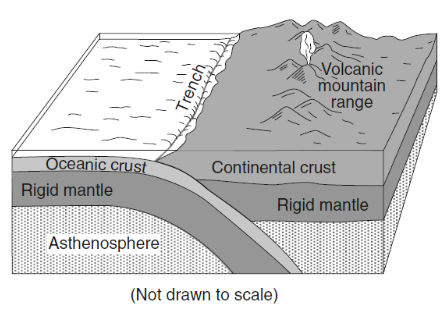 Trench
Volcanic
mountain
range
Oceanic crust
Continental crust
Rigid mantle
Rigid mantle
Asthenosphere
(Not drawn to scale)